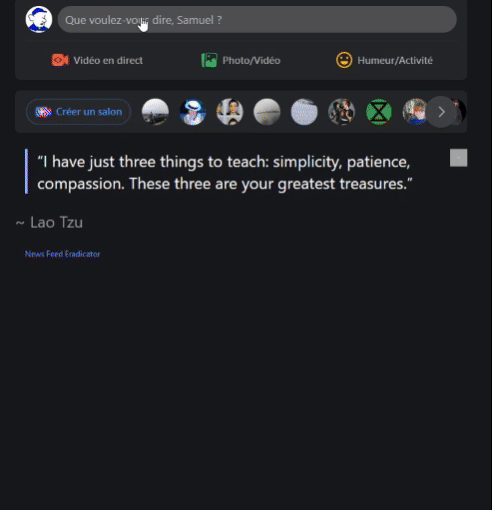 Que voulez-vous dire, Samuel ?
Vidéo en direct
Photo/Vidéo
Humeur/Activité
Créer un salon
“I have just three things to teach: simplicity, patience,
compassion. These three are your greatest treasures.”
~ Lao Tzu
News Feed Eradicator